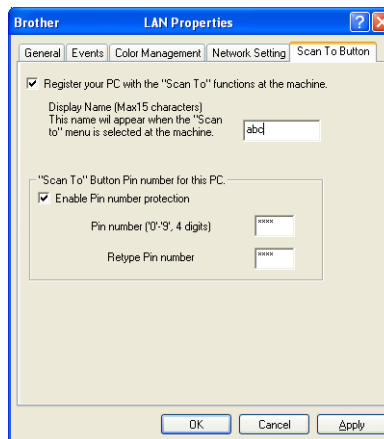 Brother LAN Properties
General Events Color Management Network Setting Scan To Button
Register your PC with the "Scan To" functions at the machine.
Display Name (Max15 characters)
This name wil appear when the "Scan
to" menu is selected at the machine.
abc
"Scan To" Button Pin number for this PC.
Enable Pin number protection
Pin number ('0'-'9', 4 digits) ****
Retype Pin number ****
OK Cancel Apply